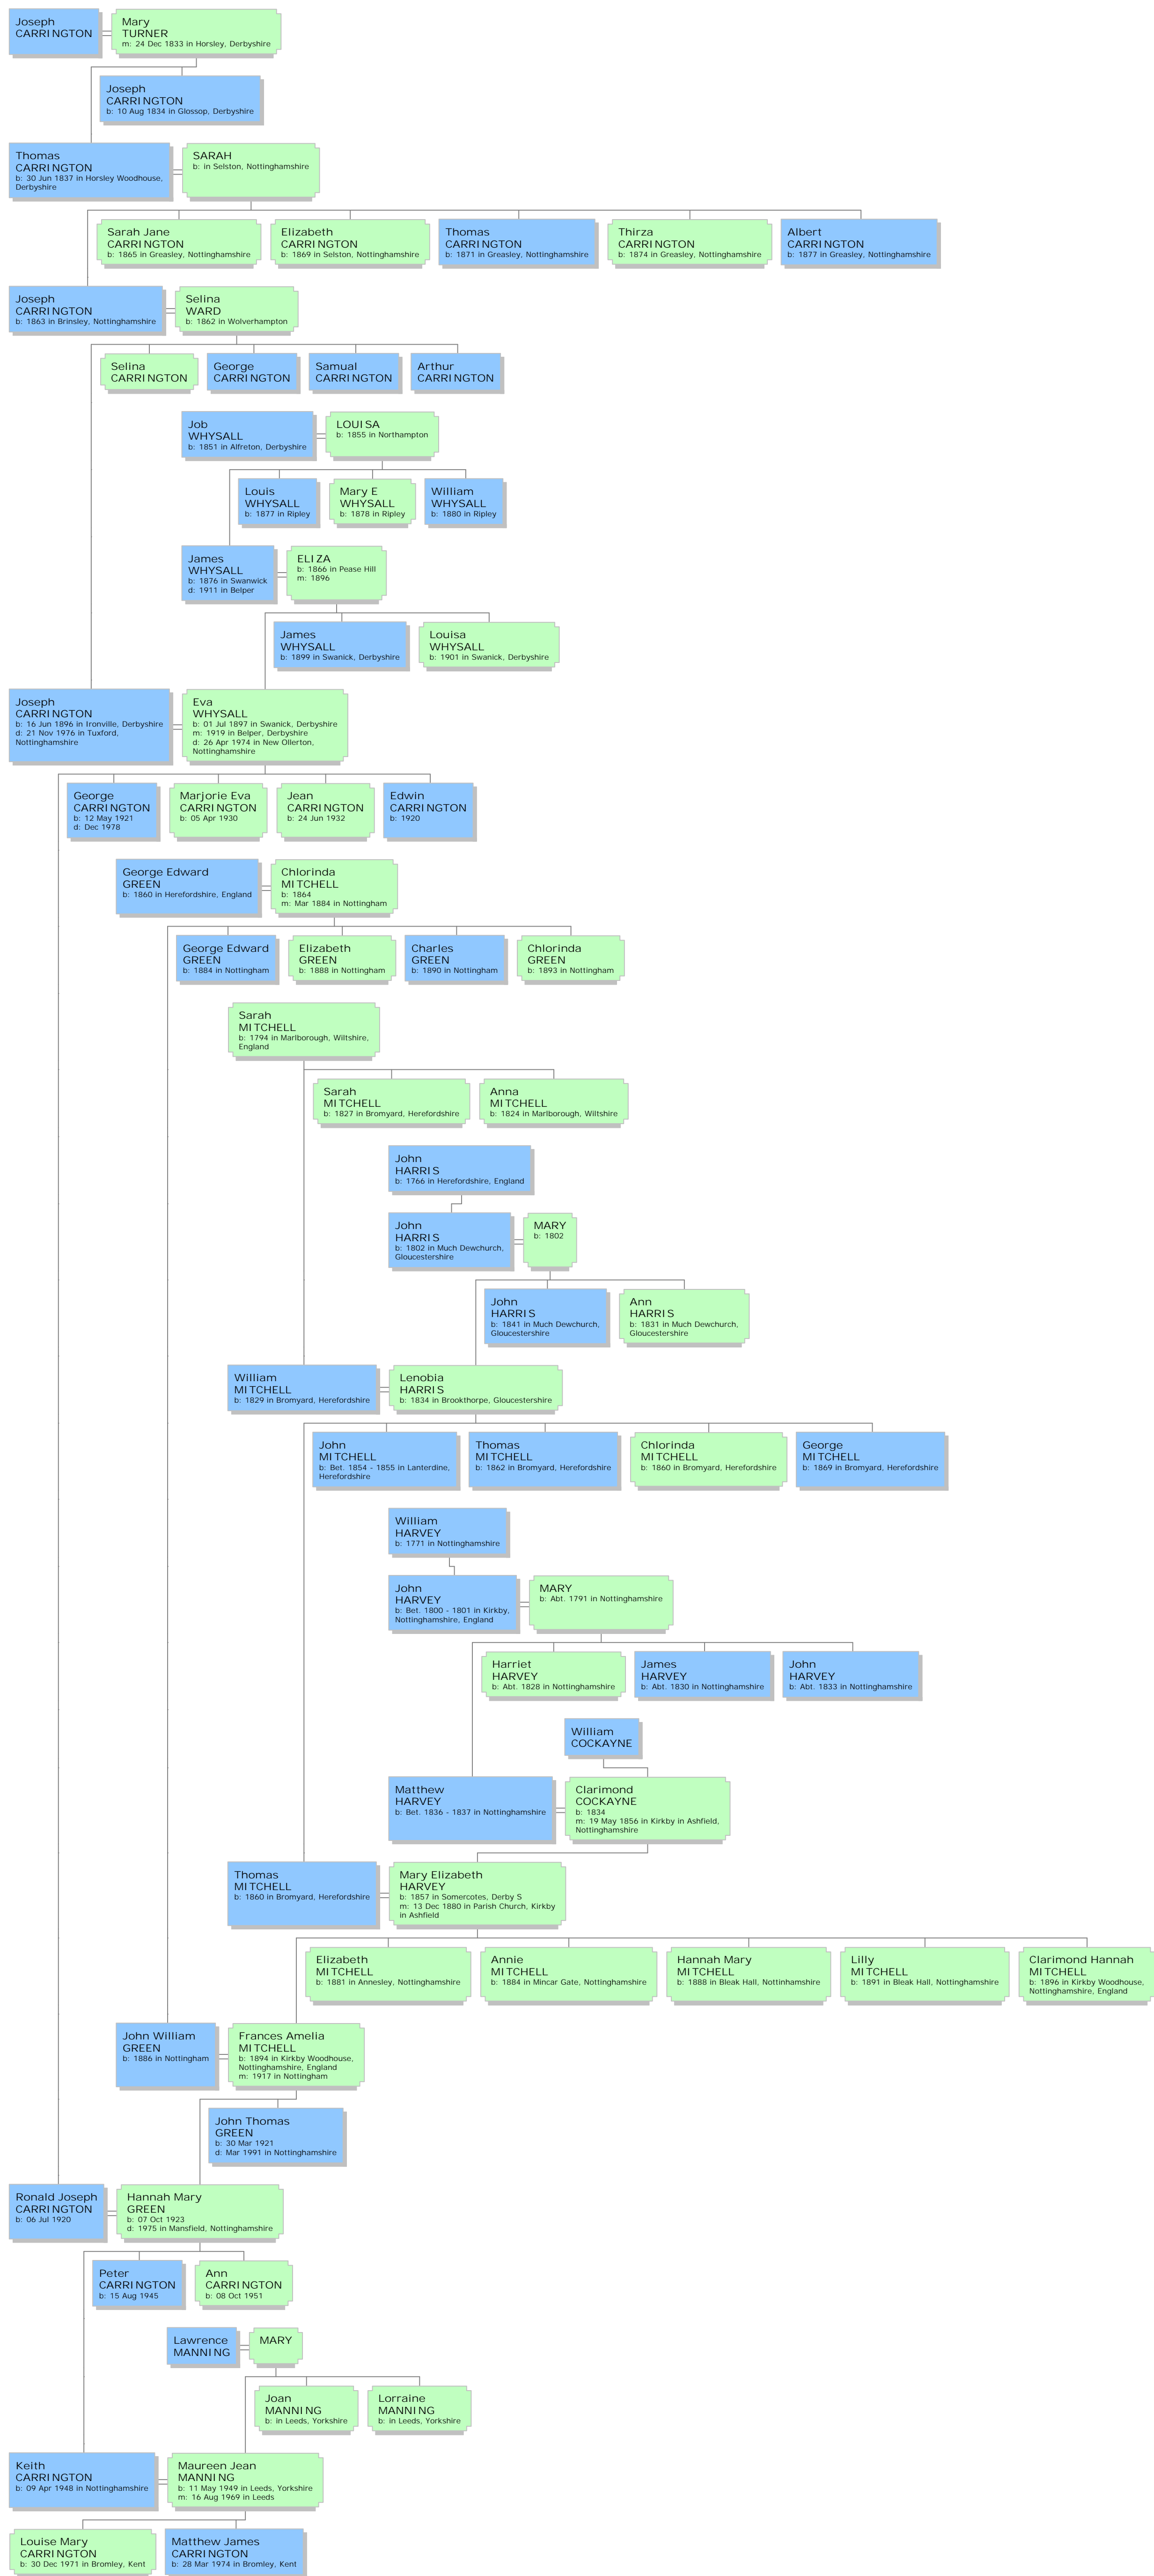 Joseph
CARRINGTON
Mary
TURNER
m: 24 Dec 1833 in Horsley, Derbyshire
Joseph
CARRINGTON
b: 10 Aug 1834 in Glossop, Derbyshire
Thomas
CARRINGTON
b: 30 Jun 1837 in Horsley Woodhouse,
Derbyshire
SARAH
b: in Selston, Nottinghamshire
Sarah Jane
CARRINGTON
b: 1865 in Greasley, Nottinghamshire
Elizabeth
CARRINGTON
b: 1869 in Selston, Nottinghamshire
Thomas
CARRINGTON
b: 1871 in Greasley, Nottinghamshire
Thirza
CARRINGTON
b: 1874 in Greasley, Nottinghamshire
Albert
CARRINGTON
b: 1877 in Greasley, Nottinghamshire
Joseph
CARRINGTON
b: 1863 in Brinsley, Nottinghamshire
Selina
WARD
b: 1862 in Wolverhampton
Selina
CARRINGTON
George
CARRINGTON
Samual
CARRINGTON
Arthur
CARRINGTON
Job
WHYSALL
b: 1851 in Alfreton, Derbyshire
LOUISA
b: 1855 in Northampton
Louis
WHYSALL
b: 1877 in Ripley
Mary E
WHYSALL
b: 1878 in Ripley
William
WHYSALL
b: 1880 in Ripley
James
WHYSALL
b: 1876 in Swanwick
d: 1911 in Belper
ELIZA
b: 1866 in Pease Hill
m: 1896
James
WHYSALL
b: 1899 in Swanick, Derbyshire
Louisa
WHYSALL
b: 1901 in Swanick, Derbyshire
Joseph
CARRINGTON
b: 16 Jun 1896 in Ironville, Derbyshire
d: 21 Nov 1976 in Tuxford,
Nottinghamshire
Eva
WHYSALL
b: 01 Jul 1897 in Swanick, Derbyshire
m: 1919 in Belper, Derbyshire
d: 26 Apr 1974 in New Ollerton,
Nottinghamshire
George
CARRINGTON
b: 12 May 1921
d: Dec 1978
Marjorie Eva
CARRINGTON
b: 05 Apr 1930
Jean
CARRINGTON
b: 24 Jun 1932
Edwin
CARRINGTON
b: 1920
George Edward
GREEN
b: 1860 in Herefordshire, England
Chlorinda
MITCHELL
b: 1864
m: Mar 1884 in Nottingham
George Edward
GREEN
b: 1884 in Nottingham
Elizabeth
GREEN
b: 1888 in Nottingham
Charles
GREEN
b: 1890 in Nottingham
Chlorinda
GREEN
b: 1893 in Nottingham
Sarah
MITCHELL
b: 1794 in Marlborough, Wiltshire,
England
Sarah
MITCHELL
b: 1827 in Bromyard, Herefordshire
Anna
MITCHELL
b: 1824 in Marlborough, Wiltshire
John
HARRIS
b: 1766 in Herefordshire, England
John
HARRIS
b: 1802 in Much Dewchurch,
Gloucestershire
MARY
b: 1802
John
HARRIS
b: 1841 in Much Dewchurch,
Gloucestershire
Ann
HARRIS
b: 1831 in Much Dewchurch,
Gloucestershire
William
MITCHELL
b: 1829 in Bromyard, Herefordshire
Lenobia
HARRIS
b: 1834 in Brookthorpe, Gloucestershire
John
MITCHELL
b: Bet. 1854 - 1855 in Lanterdine,
Herefordshire
Thomas
MITCHELL
b: 1862 in Bromyard, Herefordshire
Chlorinda
MITCHELL
b: 1860 in Bromyard, Herefordshire
George
MITCHELL
b: 1869 in Bromyard, Herefordshire
William
HARVEY
b: 1771 in Nottinghamshire
John
HARVEY
b: Bet. 1800 - 1801 in Kirkby,
Nottinghamshire, England
MARY
b: Abt. 1791 in Nottinghamshire
Harriet
HARVEY
b: Abt. 1828 in Nottinghamshire
James
HARVEY
b: Abt. 1830 in Nottinghamshire
John
HARVEY
b: Abt. 1833 in Nottinghamshire
William
COCKAYNE
Matthew
HARVEY
b: Bet. 1836 - 1837 in Nottinghamshire
Clarimond
COCKAYNE
b: 1834
m: 19 May 1856 in Kirkby in Ashfield,
Nottinghamshire
Thomas
MITCHELL
b: 1860 in Bromyard, Herefordshire
Mary Elizabeth
HARVEY
b: 1857 in Somercotes, Derby S
m: 13 Dec 1880 in Parish Church, Kirkby
in Ashfield
Elizabeth
MITCHELL
b: 1881 in Annesley, Nottinghamshire
Annie
MITCHELL
b: 1884 in Mincar Gate, Nottinghamshire
Hannah Mary
MITCHELL
b: 1888 in Bleak Hall, Nottinhamshire
Lilly
MITCHELL
b: 1891 in Bleak Hall, Nottinghamshire
Clarimond Hannah
MITCHELL
b: 1896 in Kirkby Woodhouse,
Nottinghamshire, England
John William
GREEN
b: 1886 in Nottingham
Frances Amelia
MITCHELL
b: 1894 in Kirkby Woodhouse,
Nottinghamshire, England
m: 1917 in Nottingham
John Thomas
GREEN
b: 30 Mar 1921
d: Mar 1991 in Nottinghamshire
Ronald Joseph
CARRINGTON
b: 06 Jul 1920
Hannah Mary
GREEN
b: 07 Oct 1923
d: 1975 in Mansfield, Nottinghamshire
Peter
CARRINGTON
b: 15 Aug 1945
Ann
CARRINGTON
b: 08 Oct 1951
Lawrence
MANNING
MARY
Joan
MANNING
b: in Leeds, Yorkshire
Lorraine
MANNING
b: in Leeds, Yorkshire
Keith
CARRINGTON
b: 09 Apr 1948 in Nottinghamshire
Maureen Jean
MANNING
b: 11 May 1949 in Leeds, Yorkshire
m: 16 Aug 1969 in Leeds
Louise Mary
CARRINGTON
b: 30 Dec 1971 in Bromley, Kent
Matthew James
CARRINGTON
b: 28 Mar 1974 in Bromley, Kent